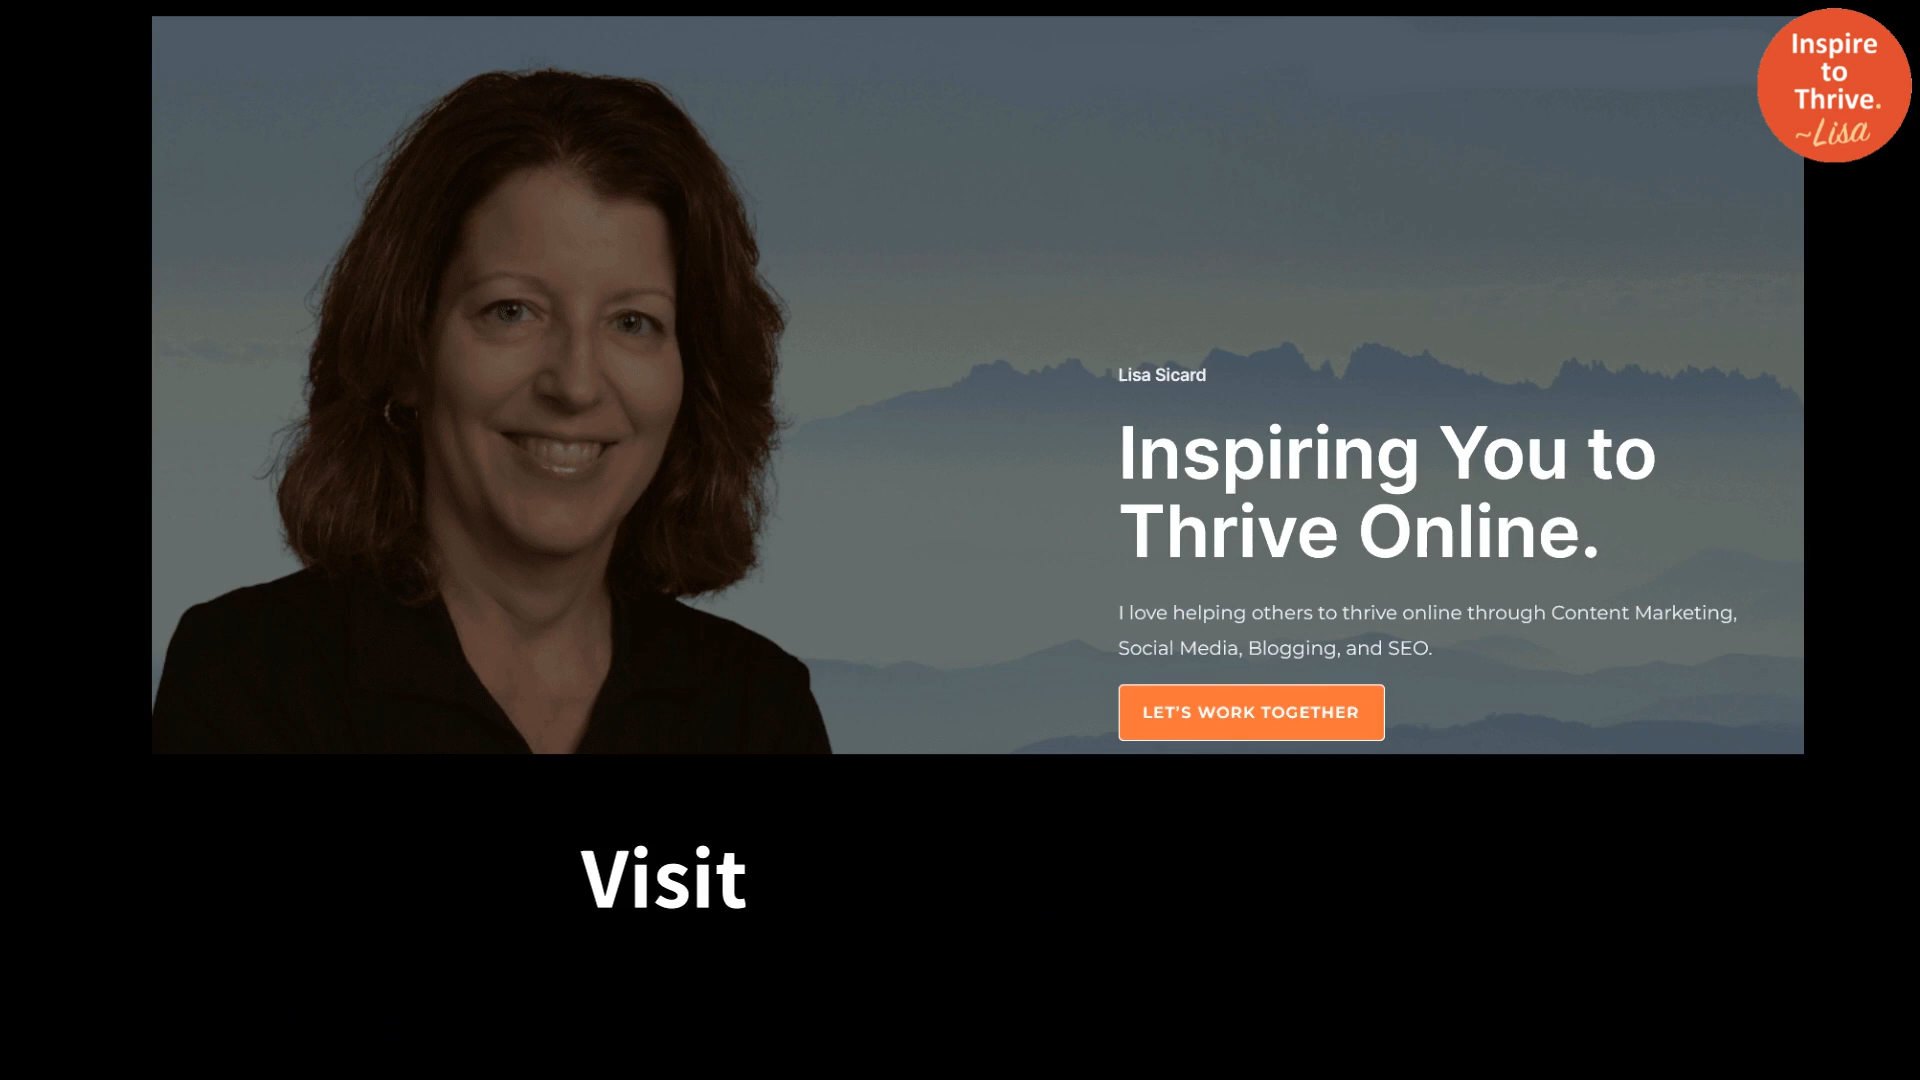 Inspire
to
Thrive.
~Lisa
Lisa Sicard
Inspiring You to
Thrive Online.
I love helping others to thrive online through Content Marketing,
Social Media, Blogging, and SEO.
LET'S WORK TOGETHER
Visit